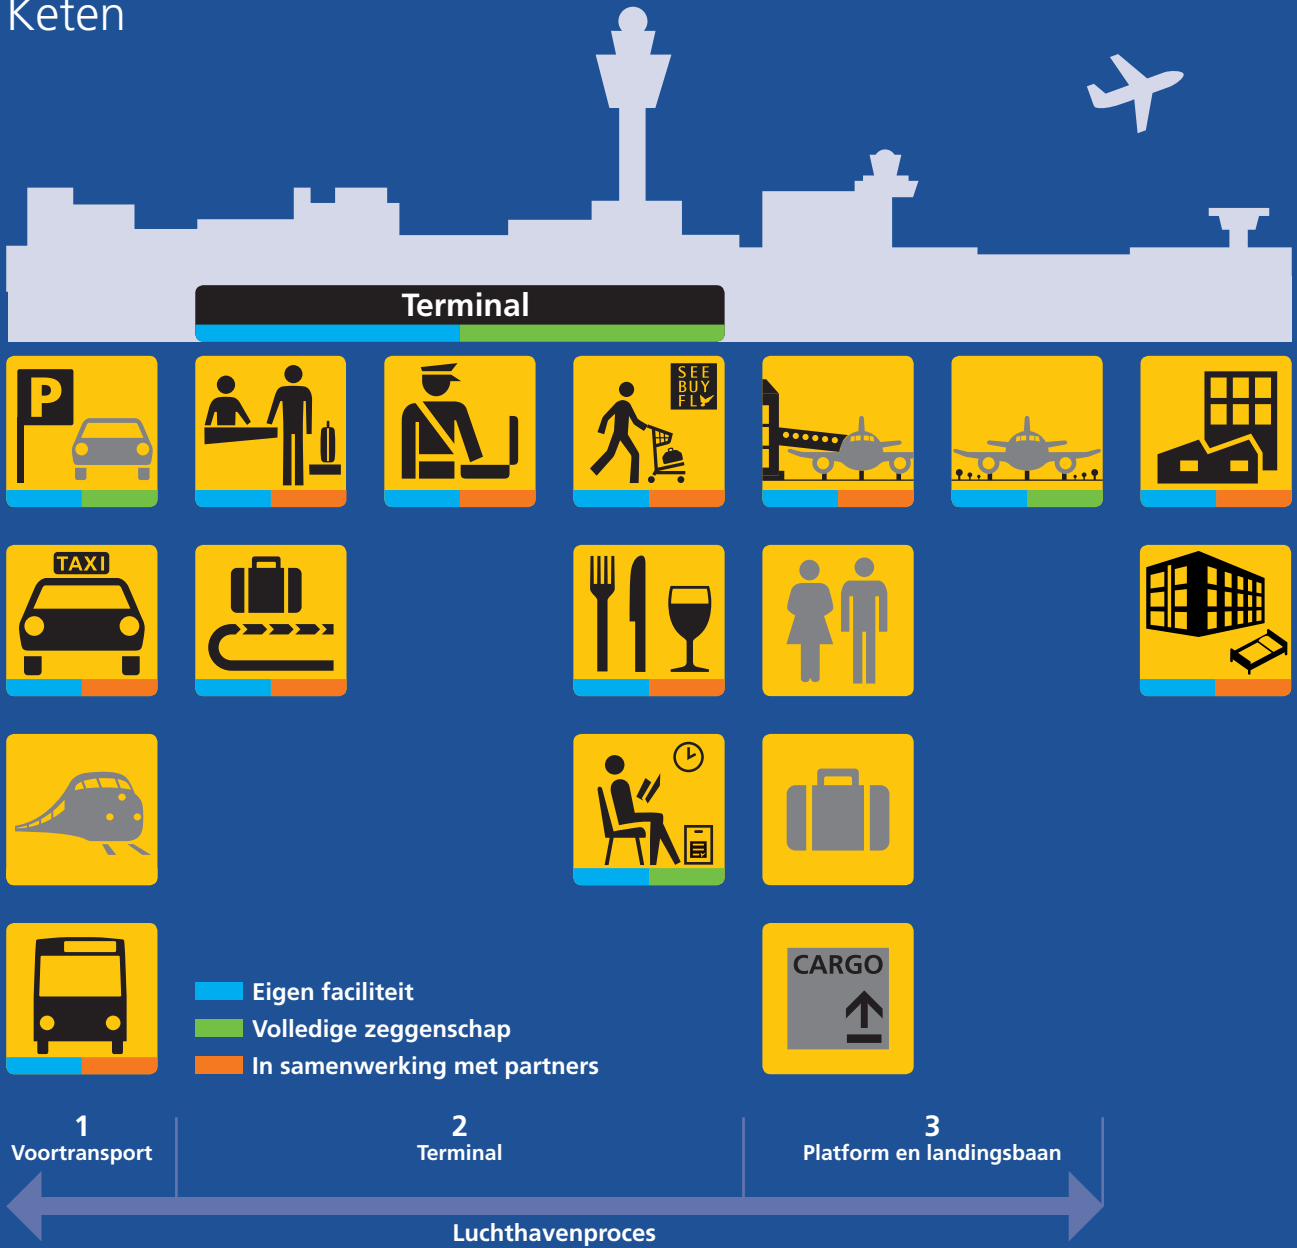 Keten
Terminal
P
SEE
BUY
FLY
TAXI
CARGO
Eigen faciliteit
Volledige zeggenschap
In samenwerking met partners
1
Voortransport
2
Terminal
3
Platform en landingsbaan
Luchthavenproces